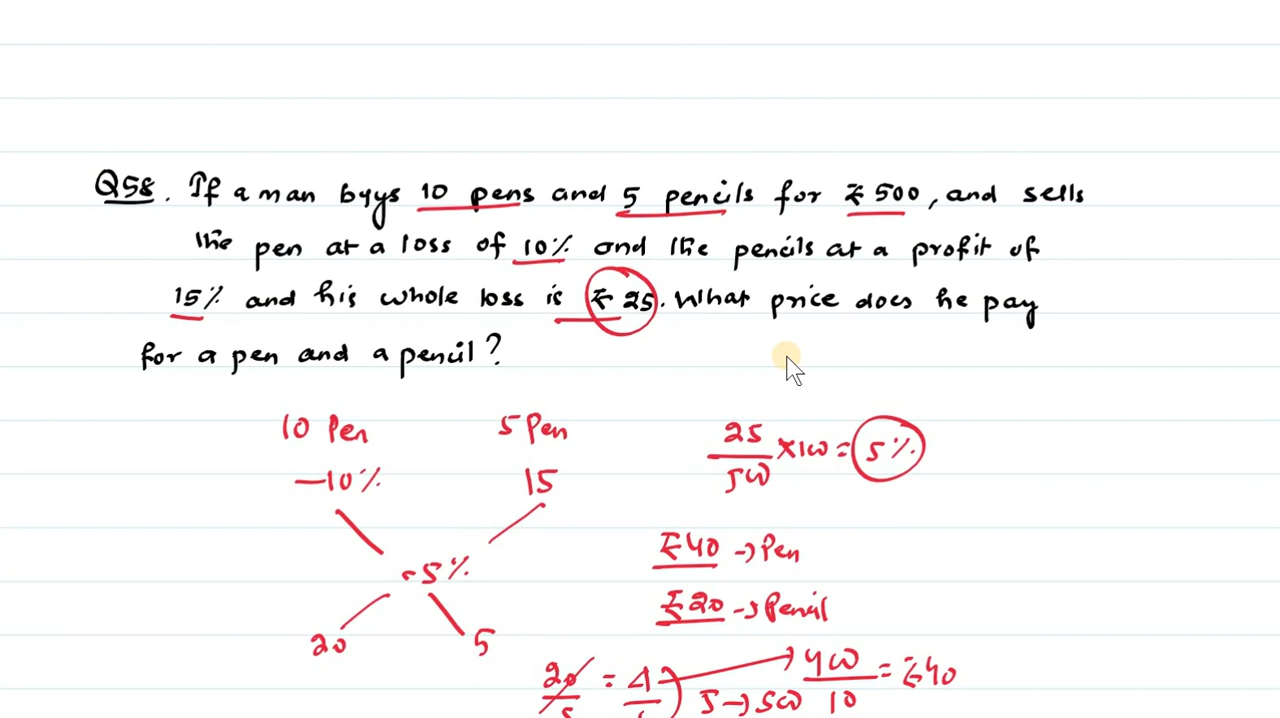 Q58. If a man byys 10 pens and 5 pencils for ₹ 500, and sells
the pen at a loss of 10% and the pencils at a profit of
15% and his whole loss is ₹ 25. What price does he pay
for a pen and a pencil?
10 Pen 5 Pen
-10% 15
25/500 ×100 = 5%
-5%
₹40 → Pen
₹20 → Pencil
20 5
20/5 = 4
400/10 = ₹40
5 → 500